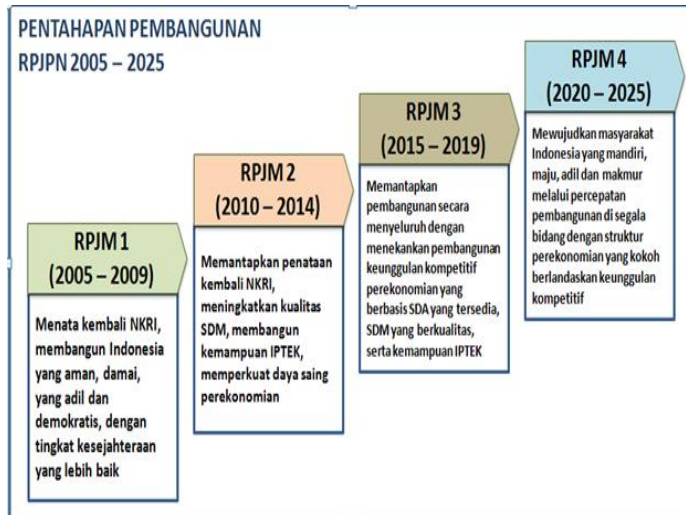 PENTAHAPAN PEMBANGUNAN
RPJPN 2005 – 2025
RPJM 1
(2005 – 2009)
Menata kembali NKRI,
membangun Indonesia
yang aman, damai,
yang adil dan
demokratis, dengan
tingkat kesejahteraan
yang lebih baik
RPJM 2
(2010 – 2014)
Memantapkan penataan
kembali NKRI,
meningkatkan kualitas
SDM, membangun
kemampuan IPTEK,
memperkuat daya saing
perekonomian
RPJM 3
(2015 – 2019)
Memantapkan
pembangunan secara
menyeluruh dengan
menekankan pembangunan
keunggulan kompetitif
perekonomian yang
berbasis SDA yang tersedia,
SDM yang berkualitas,
serta kemampuan IPTEK
RPJM 4
(2020 – 2025)
Mewujudkan masyarakat
Indonesia yang mandiri,
maju, adil dan makmur
melalui percepatan
pembangunan di segala
bidang dengan struktur
perekonomian yang kokoh
berlandaskan keunggulan
kompetitif